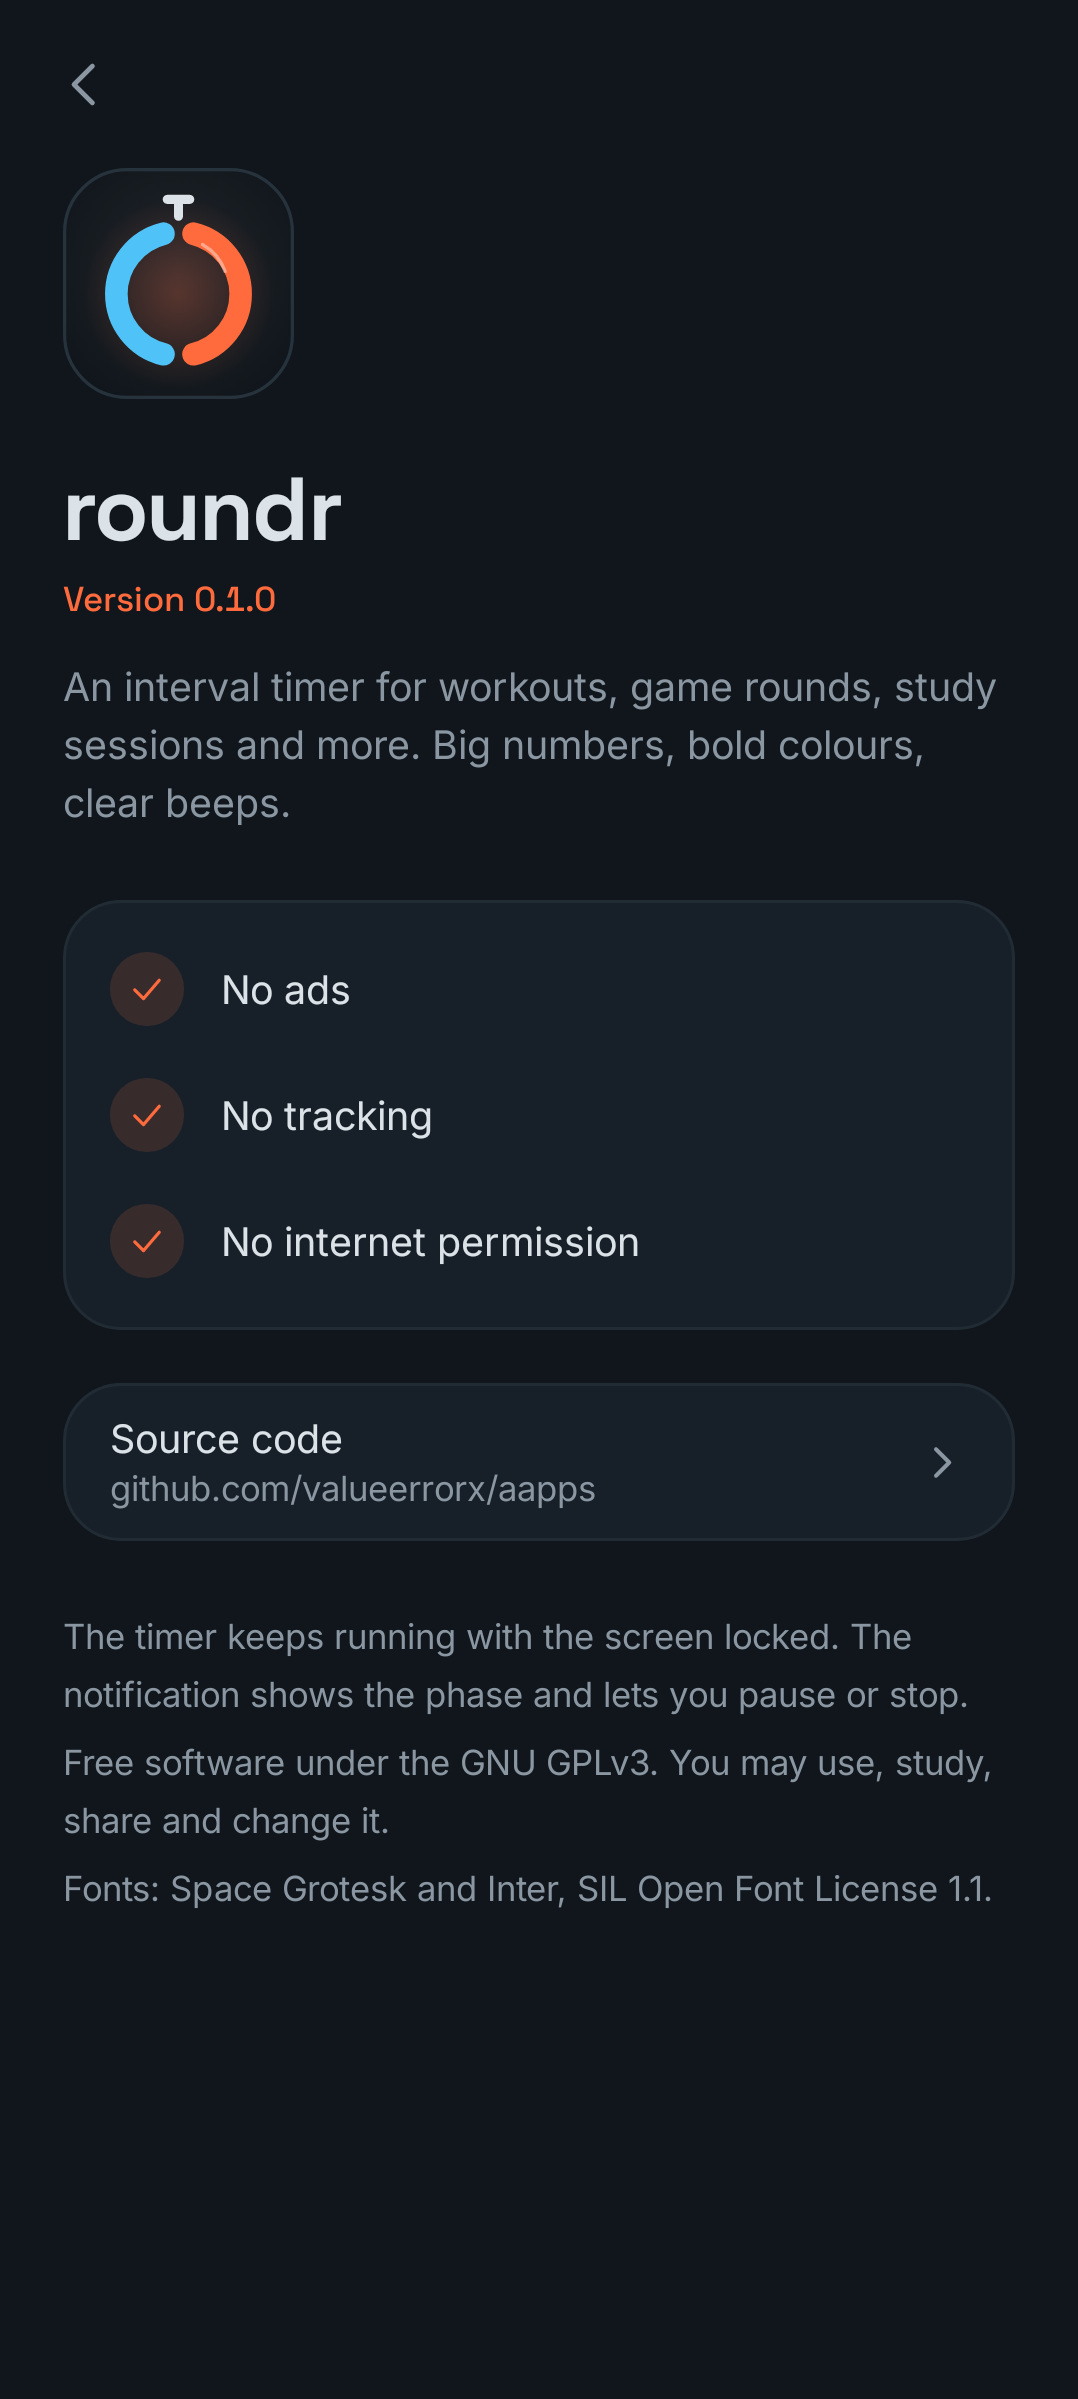 roundr
Version 0.1.0
An interval timer for workouts, game rounds, study
sessions and more. Big numbers, bold colours,
clear beeps.
No ads
No tracking
No internet permission
Source code
github.com/valueerrorx/aapps
The timer keeps running with the screen locked. The
notification shows the phase and lets you pause or stop.
Free software under the GNU GPLv3. You may use, study,
share and change it.
Fonts: Space Grotesk and Inter, SIL Open Font License 1.1.